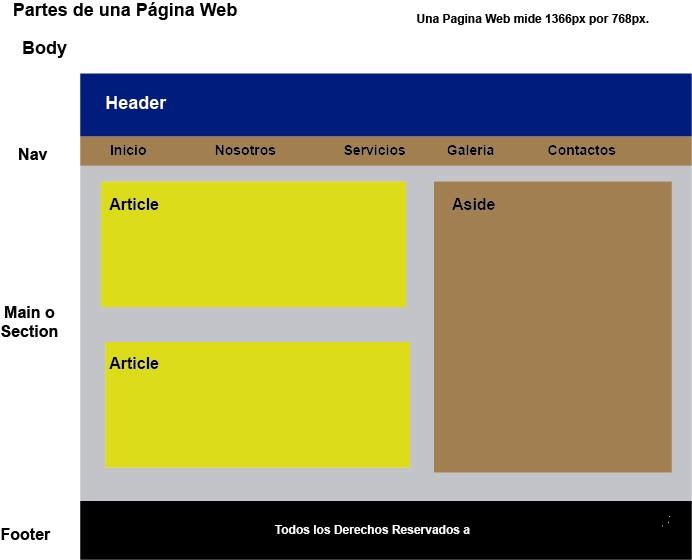 Partes de una Página Web
Una Pagina Web mide 1366px por 768px.
Body
Header
Nav
Inicio Nosotros Servicios Galeria Contactos
Article
Aside
Main o
Section
Article
Footer
Todos los Derechos Reservados a